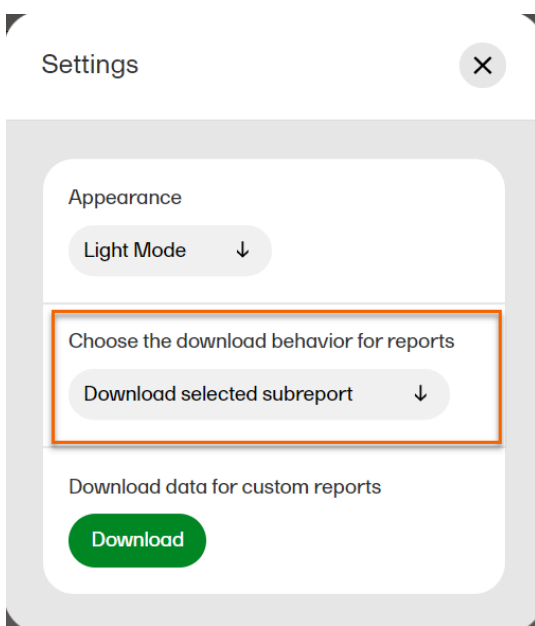 Settings
Appearance
Light Mode
Choose the download behavior for reports
Download selected subreport
Download data for custom reports
Download